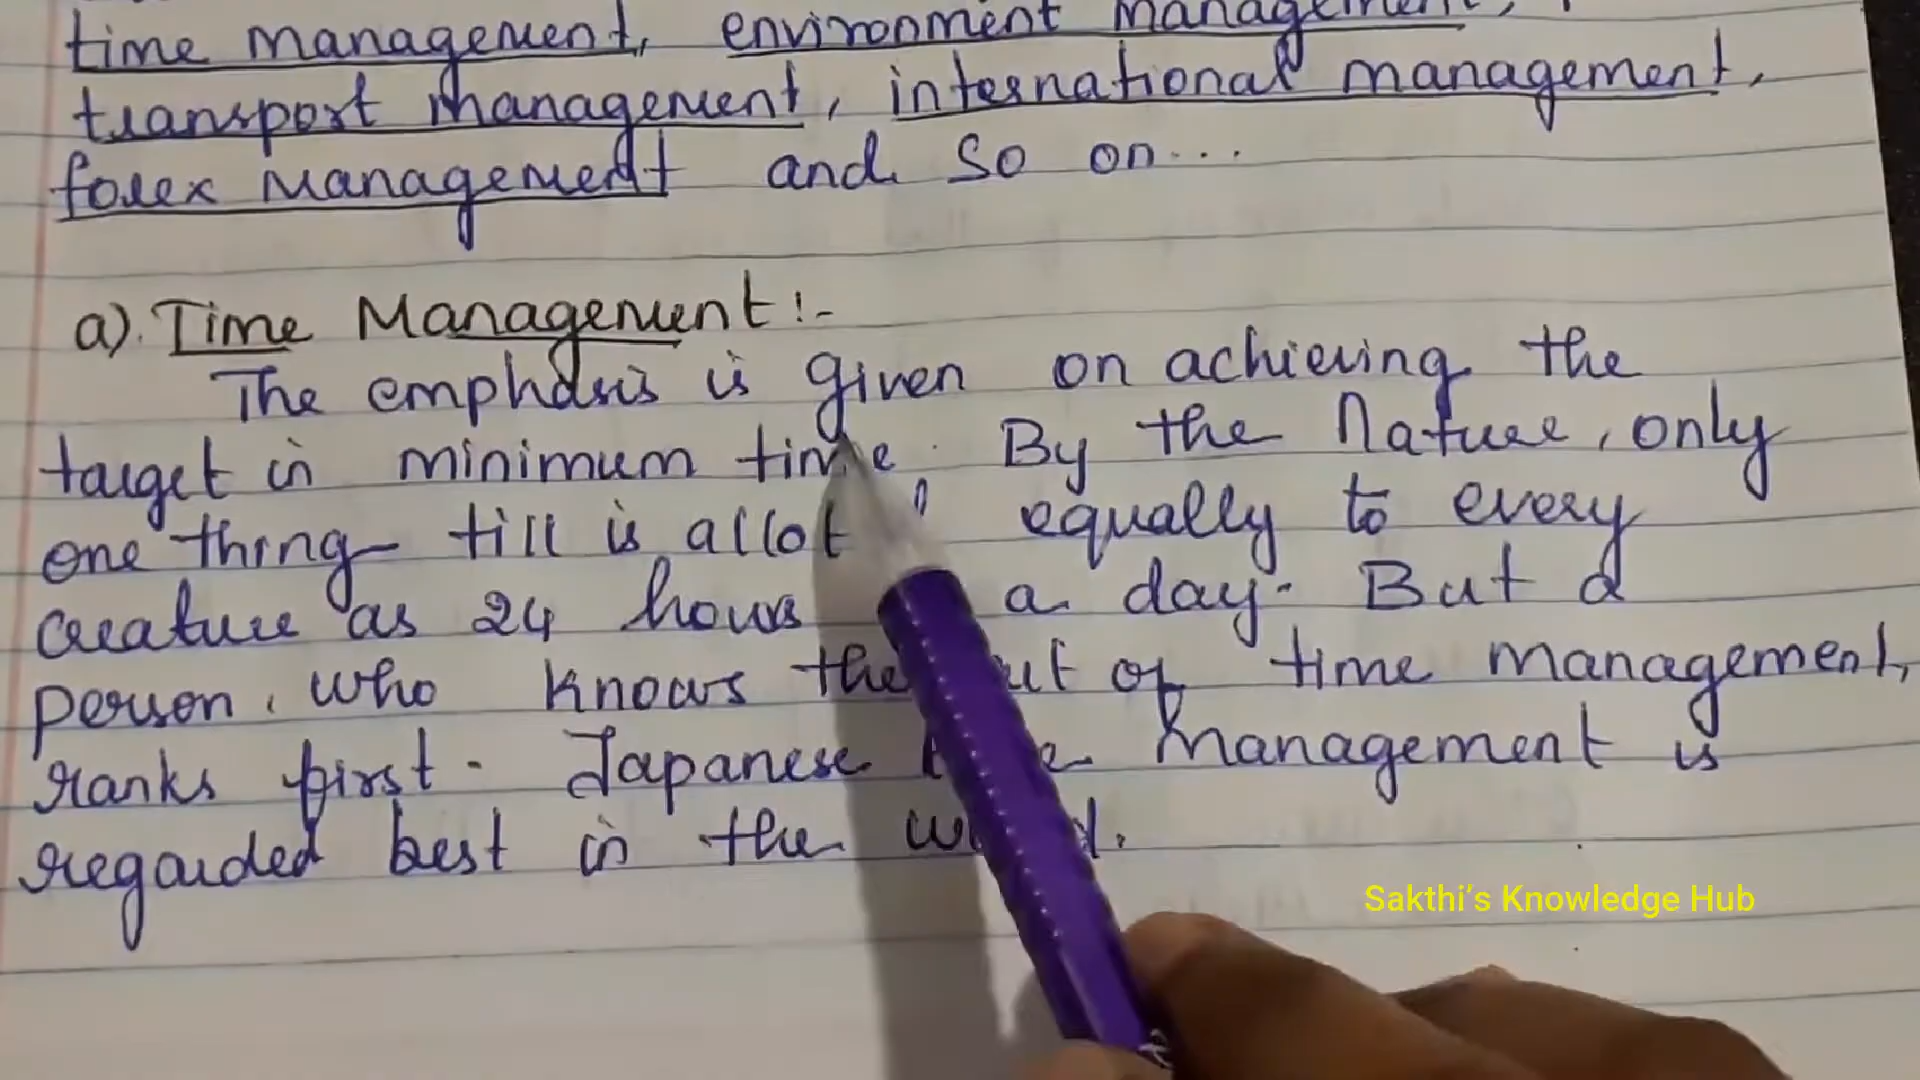 time management, environment management,
transport management, international management,
forex management and so on...
a). Time Management :-
The emphasis is given on achieving the
target in minimum time. By the Nature, only
one thing till is allot equally to every
creature as 24 hours a day. But a
person, who knows the of time management,
ranks first. Japanese management is
regarded best in the
Sakthi's Knowledge Hub